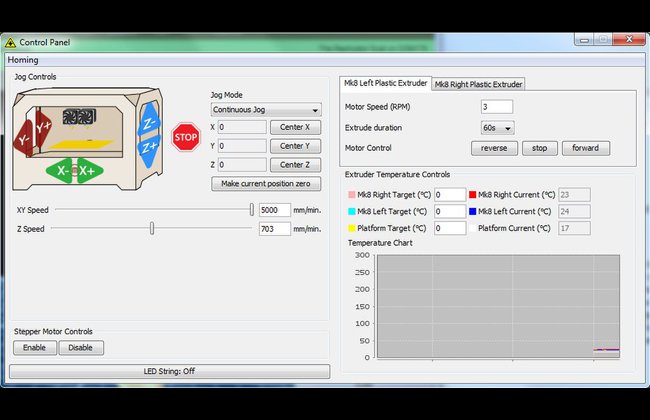 Control Panel
Homing
Jog Controls
Y- Y+
Z-
Z+
X- X+
STOP
Jog Mode
Continuous Jog
X 0 Center X
Y 0 Center Y
Z 0 Center Z
Make current position zero
XY Speed 5000 mm/min.
Z Speed 703 mm/min.
Stepper Motor Controls
Enable Disable
LED String: Off
Mk8 Left Plastic Extruder Mk8 Right Plastic Extruder
Motor Speed (RPM) 3
Extrude duration 60s
Motor Control reverse stop forward
Extruder Temperature Controls
Mk8 Right Target (°C) 0 Mk8 Right Current (°C) 23
Mk8 Left Target (°C) 0 Mk8 Left Current (°C) 24
Platform Target (°C) 0 Platform Current (°C) 17
Temperature Chart
300
250
200
150
100
50
0